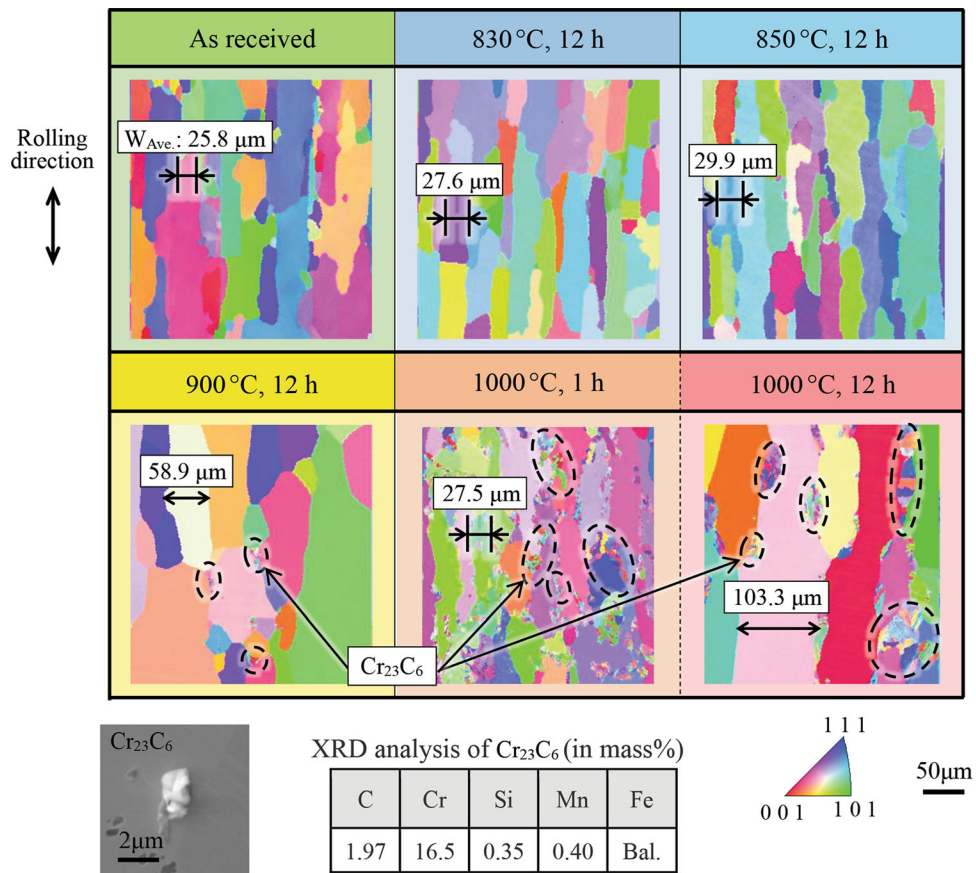 As received
830 °C, 12 h
850 °C, 12 h
Rolling
direction
W_Ave.: 25.8 μm
27.6 μm
29.9 μm
900 °C, 12 h
1000 °C, 1 h
1000 °C, 12 h
58.9 μm
27.5 μm
103.3 μm
Cr₂₃C₆
Cr₂₃C₆
2μm
XRD analysis of Cr₂₃C₆ (in mass%)
C Cr Si Mn Fe
1.97 16.5 0.35 0.40 Bal.
1 1 1
0 0 1 1 0 1
50μm